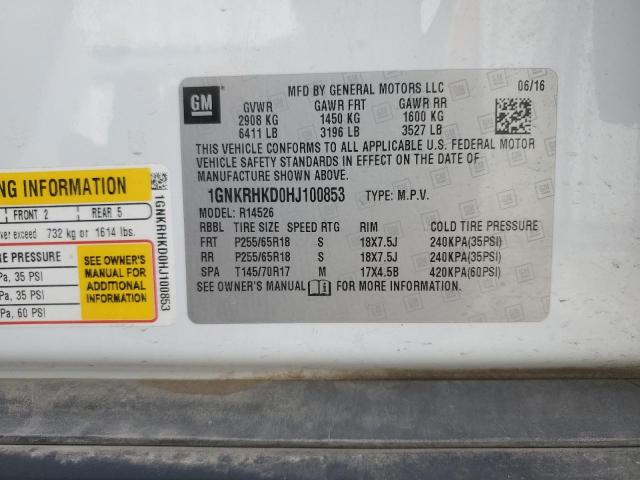 GM
MFD BY GENERAL MOTORS LLC 06/16
GVWR GAWR FRT GAWR RR
2908 KG 1450 KG 1600 KG
6411 LB 3196 LB 3527 LB
THIS VEHICLE CONFORMS TO ALL APPLICABLE U.S. FEDERAL MOTOR
VEHICLE SAFETY STANDARDS IN EFFECT ON THE DATE OF
MANUFACTURE SHOWN ABOVE.
1GNKRHKD0HJ100853 TYPE: M.P.V.
MODEL: R14526
RBBL TIRE SIZE SPEED RTG RIM COLD TIRE PRESSURE
FRT P255/65R18 S 18X7.5J 240KPA(35PSI)
RR P255/65R18 S 18X7.5J 240KPA(35PSI)
SPA T145/70R17 M 17X4.5B 420KPA(60PSI)
SEE OWNER'S MANUAL FOR MORE INFORMATION.
NG INFORMATION
FRONT 2 REAR 5
ver exceed 732 kg or 1614 lbs.
E PRESSURE
Pa, 35 PSI
Pa, 35 PSI
Pa, 60 PSI
SEE OWNER'S
MANUAL FOR
ADDITIONAL
INFORMATION
1GNKRHKD0HJ100853